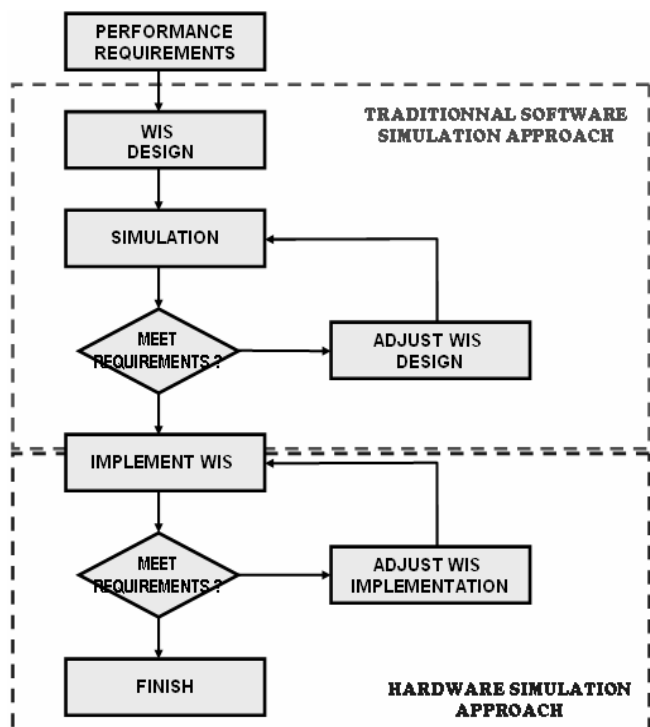 PERFORMANCE
REQUIREMENTS
TRADITIONNAL SOFTWARE
SIMULATION APPROACH
WIS
DESIGN
SIMULATION
MEET
REQUIREMENTS ?
ADJUST WIS
DESIGN
IMPLEMENT WIS
MEET
REQUIREMENTS ?
ADJUST WIS
IMPLEMENTATION
FINISH
HARDWARE SIMULATION
APPROACH